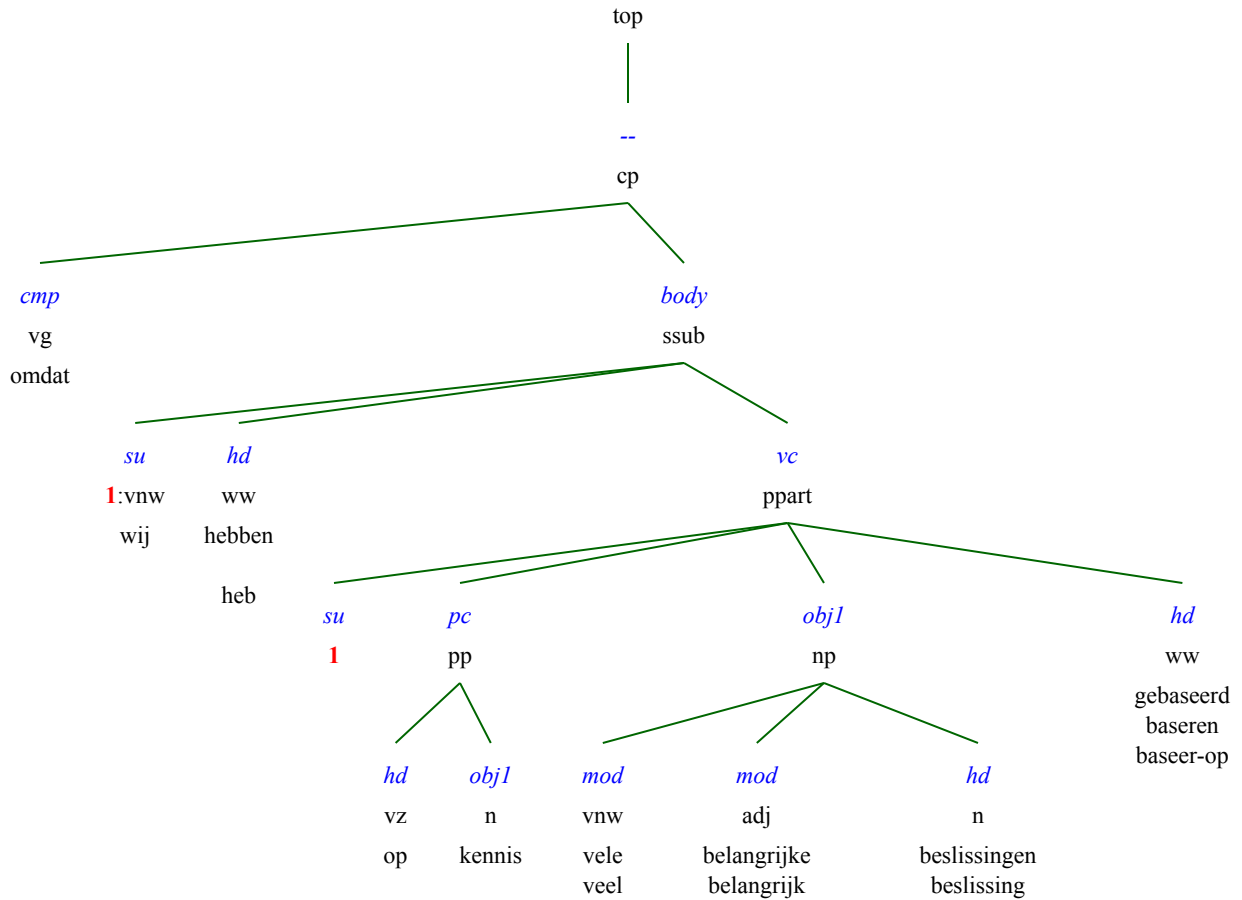 top
--
cp
cmp body
vg ssub
omdat
su hd vc
1:vnw ww ppart
wij hebben
heb
su pc obj1 hd
1 pp np ww
gebaseerd
baseren
baseer-op
hd obj1 mod mod hd
vz n vnw adj n
op kennis vele belangrijke beslissingen
veel belangrijk beslissing